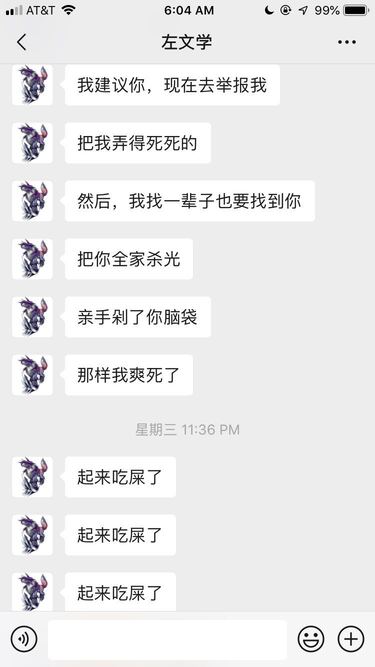 AT&T 6:04 AM 99%
左文学
我建议你，现在去举报我
把我弄得死死的
然后，我找一辈子也要找到你
把你全家杀光
亲手剁了你脑袋
那样我爽死了
星期三 11:36 PM
起来吃屎了
起来吃屎了
起来吃屎了